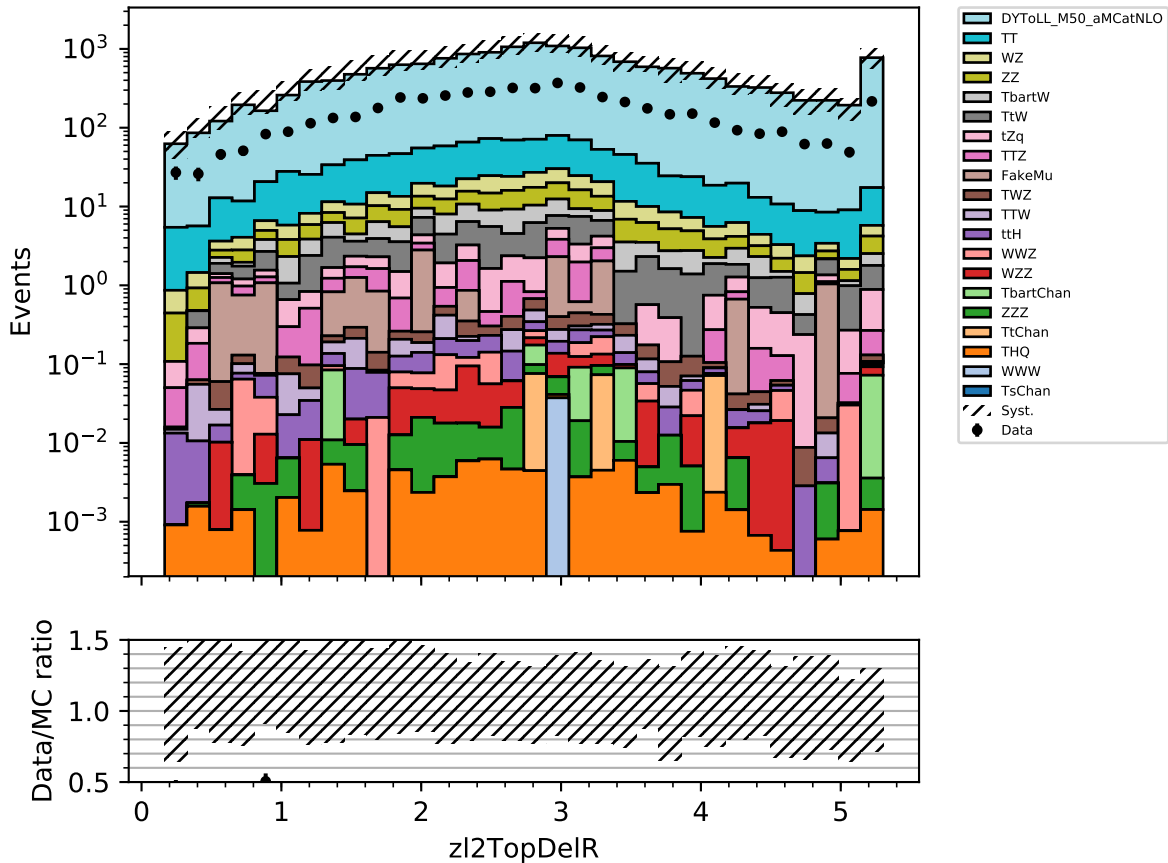 10³
10²
10¹
10⁰
10⁻¹
10⁻²
10⁻³
Events
DYToLL_M50_aMCatNLO
TT
WZ
ZZ
TbartW
TtW
tZq
TTZ
FakeMu
TWZ
TTW
ttH
WWZ
WZZ
TbartChan
ZZZ
TtChan
THQ
WWW
TsChan
Syst.
Data
1.5
1.0
0.5
Data/MC ratio
0 1 2 3 4 5
zl2TopDelR